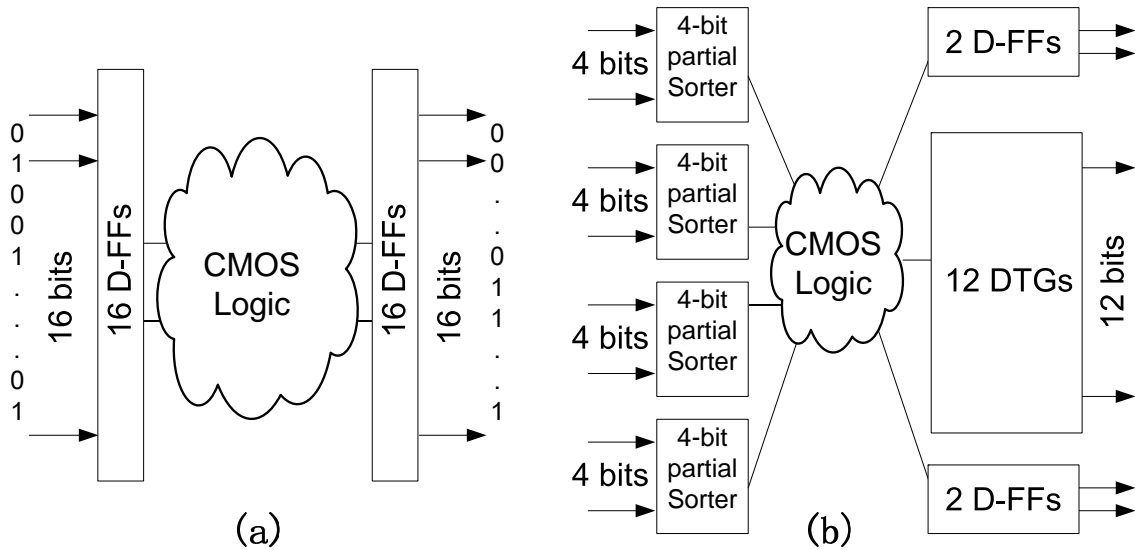 0
1
0
0
1
.
.
0
1
16 bits
16 D-FFs
CMOS
Logic
16 D-FFs
16 bits
0
0
.
.
0
1
1
.
.
1
(a)
4 bits
4-bit
partial
Sorter
4 bits
4-bit
partial
Sorter
4 bits
4-bit
partial
Sorter
4 bits
4-bit
partial
Sorter
CMOS
Logic
2 D-FFs
12 DTGs
12 bits
2 D-FFs
(b)